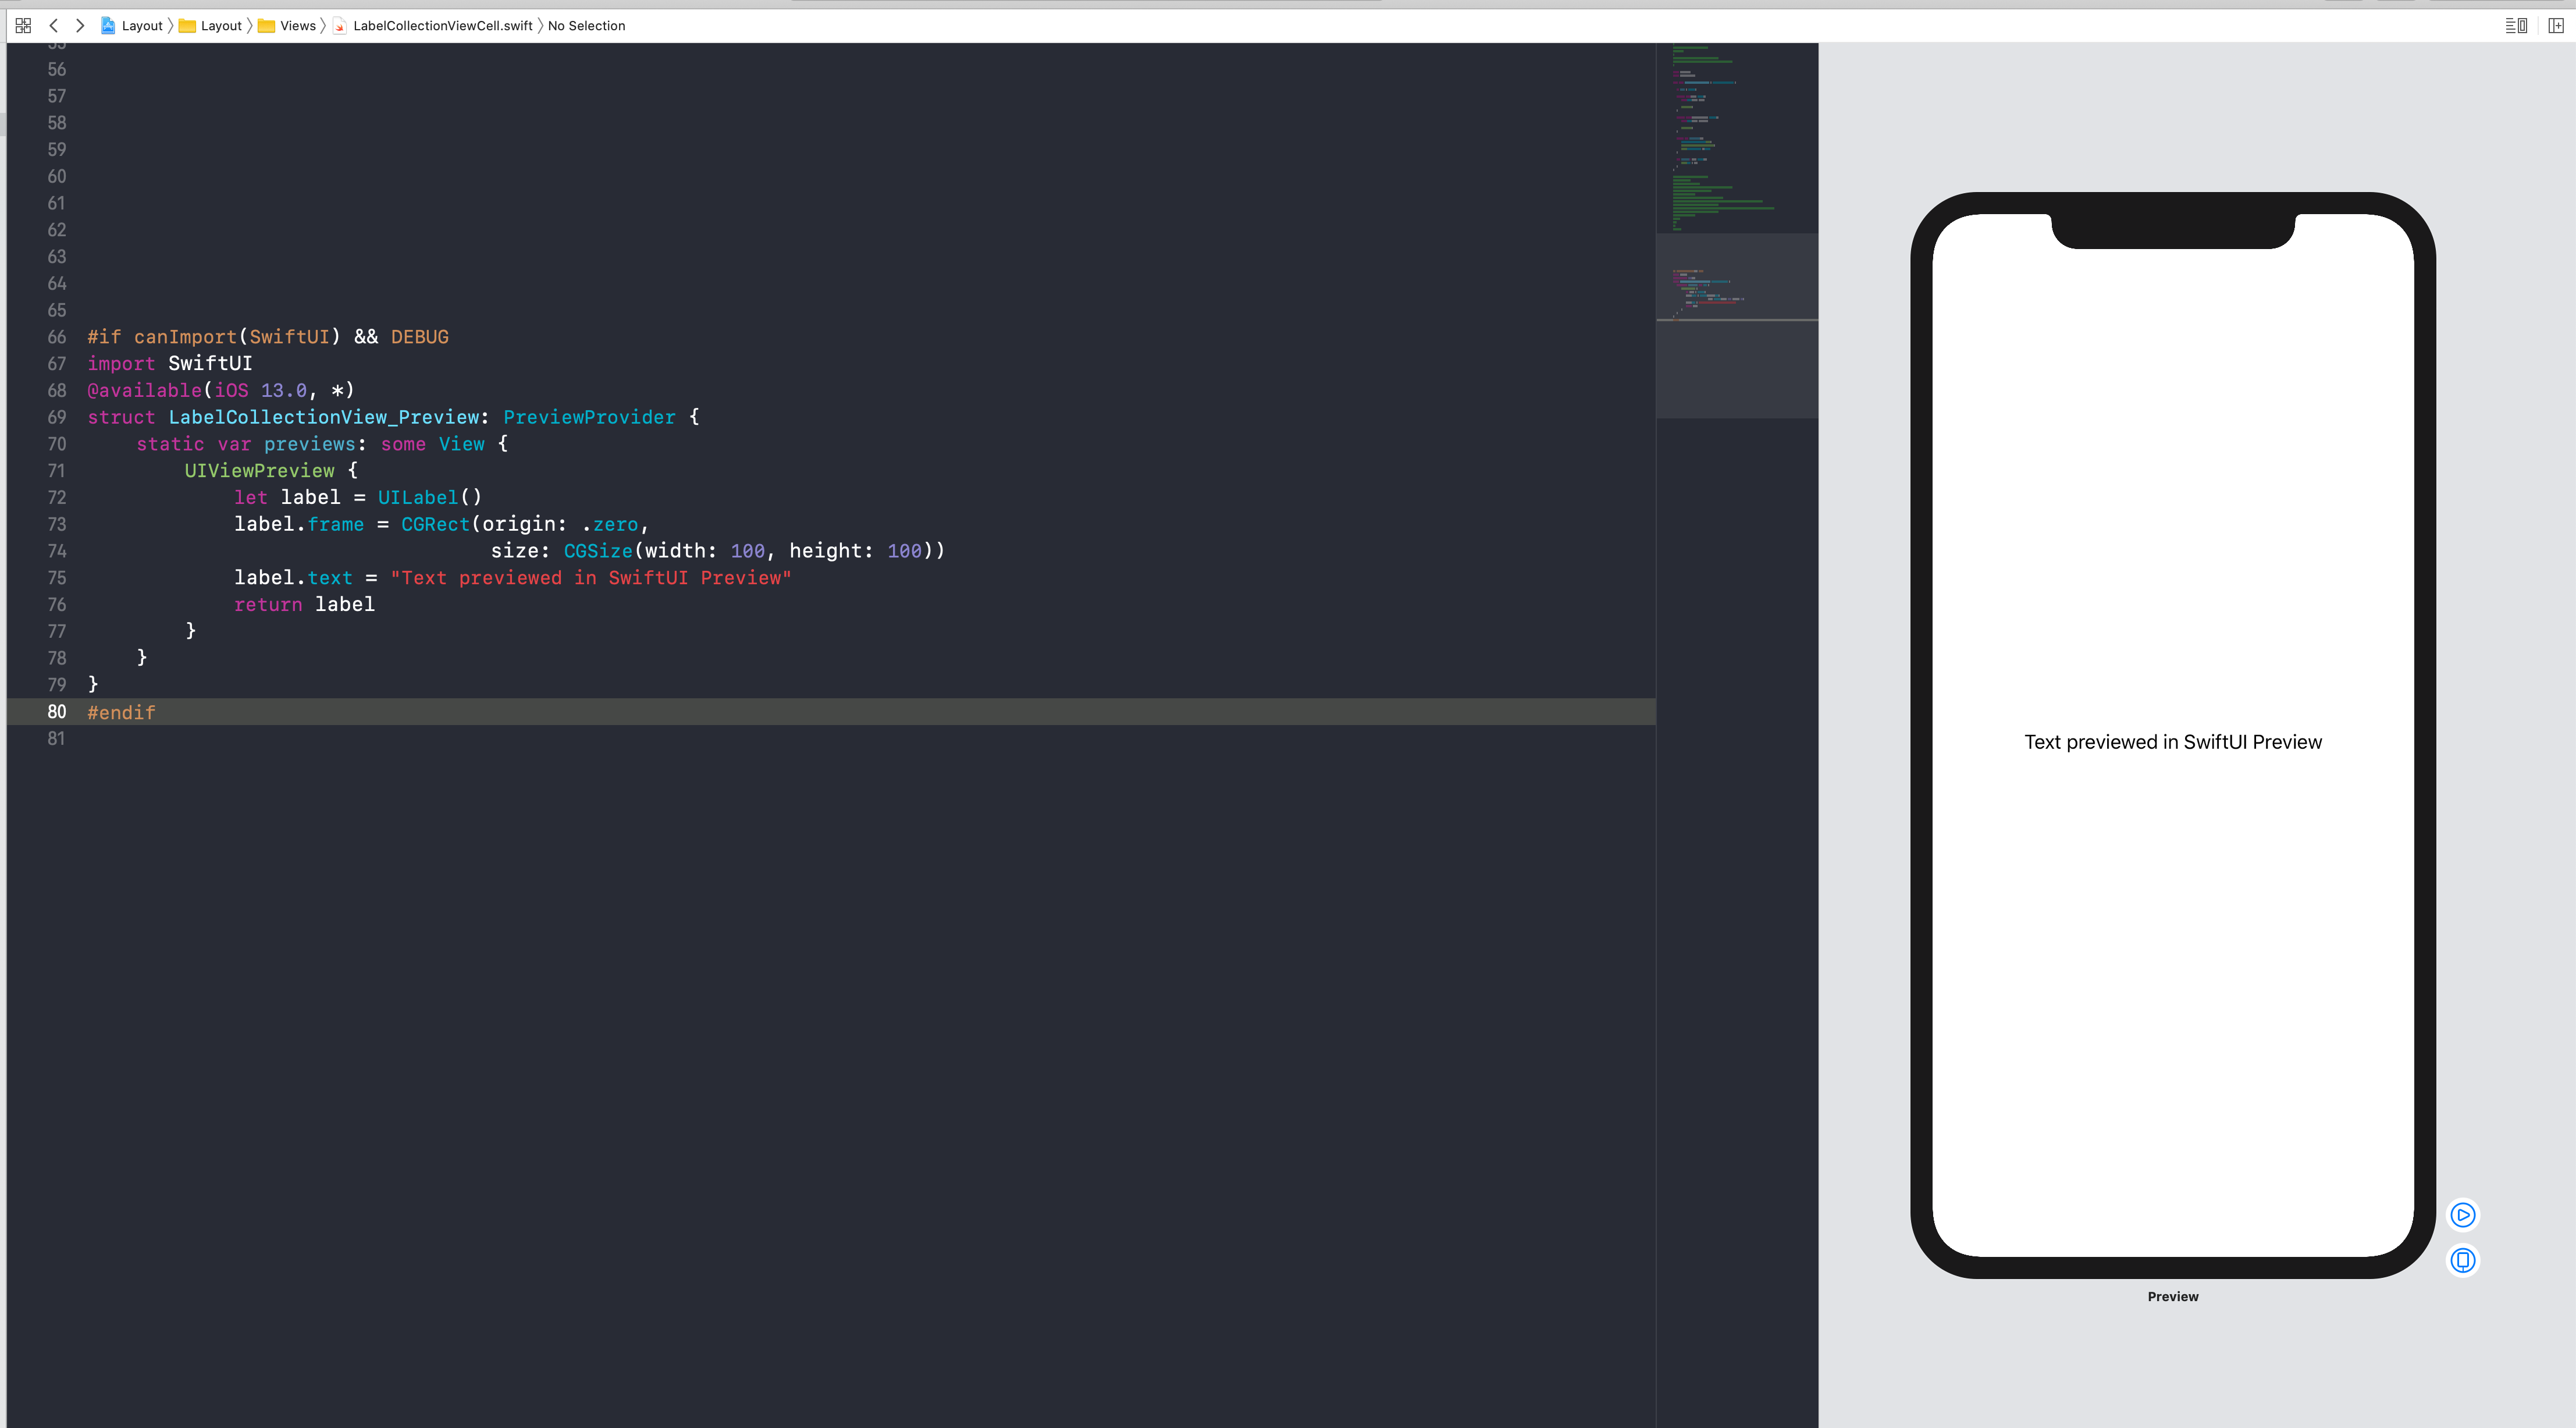 Layout Layout Views LabelCollectionViewCell.swift No Selection
55
56
57
58
59
60
61
62
63
64
65
66 #if canImport(SwiftUI) && DEBUG
67 import SwiftUI
68 @available(iOS 13.0, *)
69 struct LabelCollectionView_Preview: PreviewProvider {
70 static var previews: some View {
71 UIViewPreview {
72 let label = UILabel()
73 label.frame = CGRect(origin: .zero,
74 size: CGSize(width: 100, height: 100))
75 label.text = "Text previewed in SwiftUI Preview"
76 return label
77 }
78 }
79 }
80 #endif
81
Text previewed in SwiftUI Preview
Preview